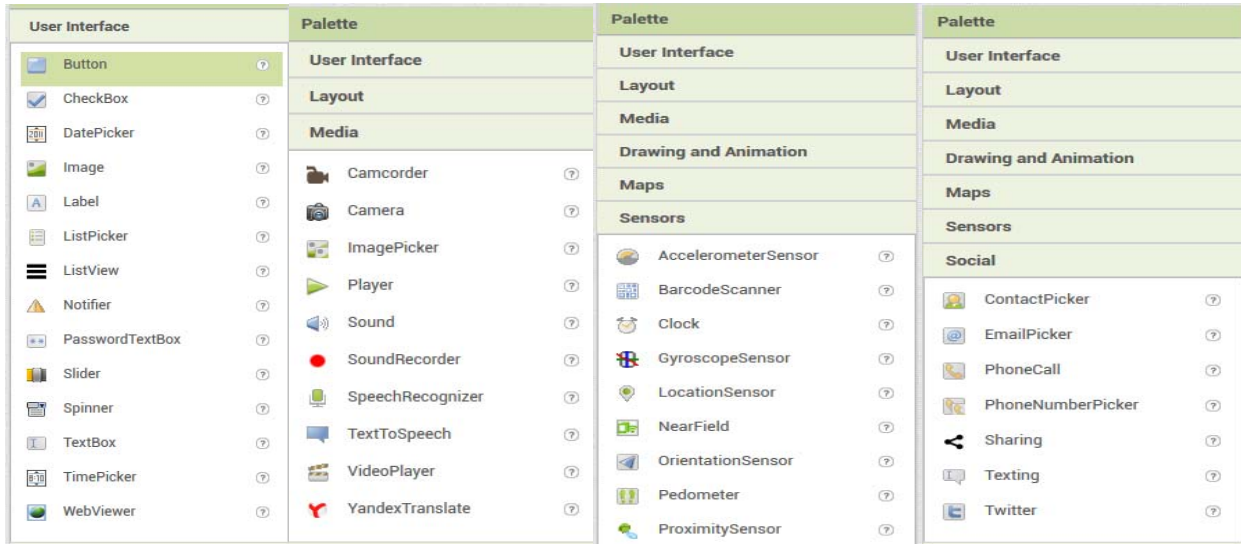 User Interface
Button
CheckBox
DatePicker
Image
Label
ListPicker
ListView
Notifier
PasswordTextBox
Slider
Spinner
TextBox
TimePicker
WebViewer
Palette
User Interface
Layout
Media
Camcorder
Camera
ImagePicker
Player
Sound
SoundRecorder
SpeechRecognizer
TextToSpeech
VideoPlayer
YandexTranslate
Palette
User Interface
Layout
Media
Drawing and Animation
Maps
Sensors
AccelerometerSensor
BarcodeScanner
Clock
GyroscopeSensor
LocationSensor
NearField
OrientationSensor
Pedometer
ProximitySensor
Palette
User Interface
Layout
Media
Drawing and Animation
Maps
Sensors
Social
ContactPicker
EmailPicker
PhoneCall
PhoneNumberPicker
Sharing
Texting
Twitter